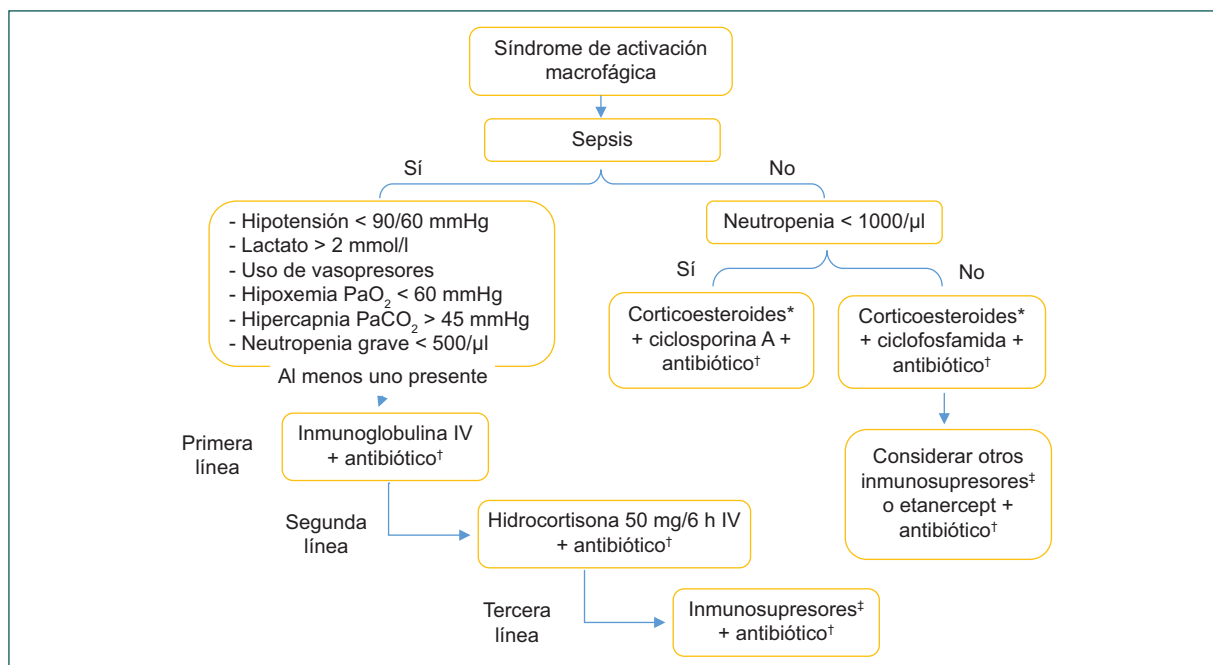 Síndrome de activación
macrofágica
Sepsis
Sí
No
- Hipotensión < 90/60 mmHg
- Lactato > 2 mmol/l
- Uso de vasopresores
- Hipoxemia PaO₂ < 60 mmHg
- Hipercapnia PaCO₂ > 45 mmHg
- Neutropenia grave < 500/µl
Al menos uno presente
Neutropenia < 1000/µl
Sí
No
Corticoesteroides*
+ ciclosporina A +
antibiótico†
Corticoesteroides*
+ ciclofosfamida +
antibiótico†
Primera
línea
Inmunoglobulina IV
+ antibiótico†
Considerar otros
inmunosupresores‡
o etanercept +
antibiótico†
Segunda
línea
Hidrocortisona 50 mg/6 h IV
+ antibiótico†
Tercera
línea
Inmunosupresores‡
+ antibiótico†